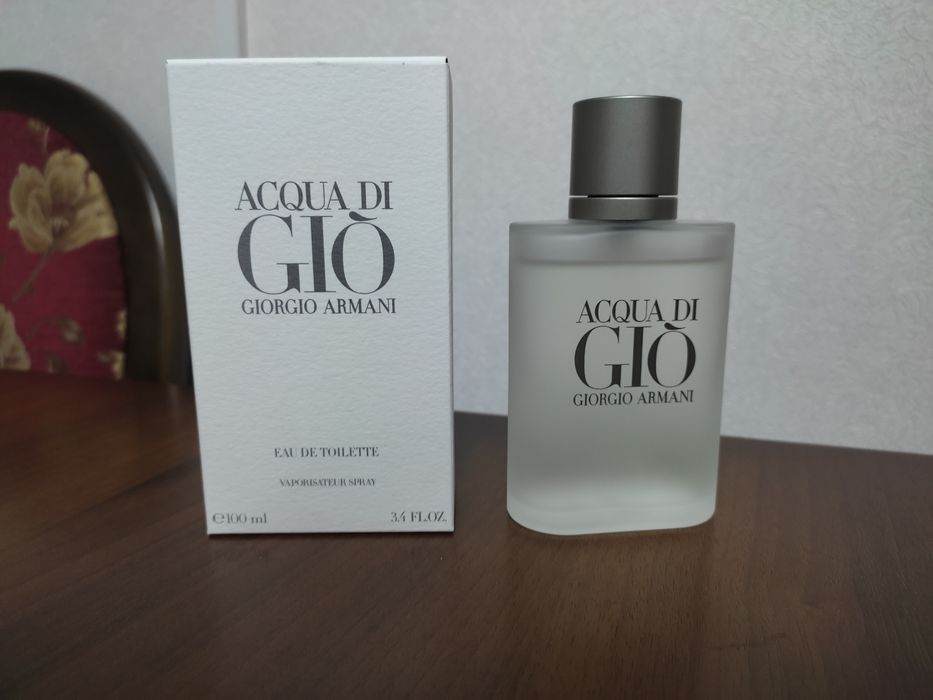 ACQUA DI
GIÒ
GIORGIO ARMANI
EAU DE TOILETTE
VAPORISATEUR SPRAY
℮100 ml
3.4 FL.OZ.
ACQUA DI
GIÒ
GIORGIO ARMANI